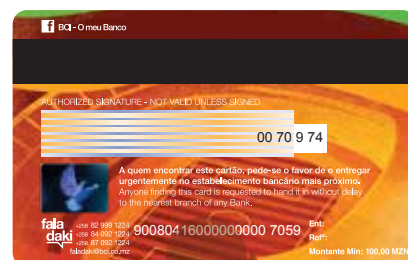 f BCI - O meu Banco
AUTHORIZED SIGNATURE - NOT VALID UNLESS SIGNED
00 70 9 74
A quem encontrar este cartão, pede-se o favor de o entregar
urgentemente no estabelecimento bancário mais próximo.
Anyone finding this card is requested to hand it in without delay
to the nearest branch of any Bank.
fala daki
+258 82 999 1224
+258 84 092 1224
+258 87 092 1224
faladaki@bci.co.mz
90080416000009000 7059
Ent:
Refª:
Montante Min: 100,00 MZN